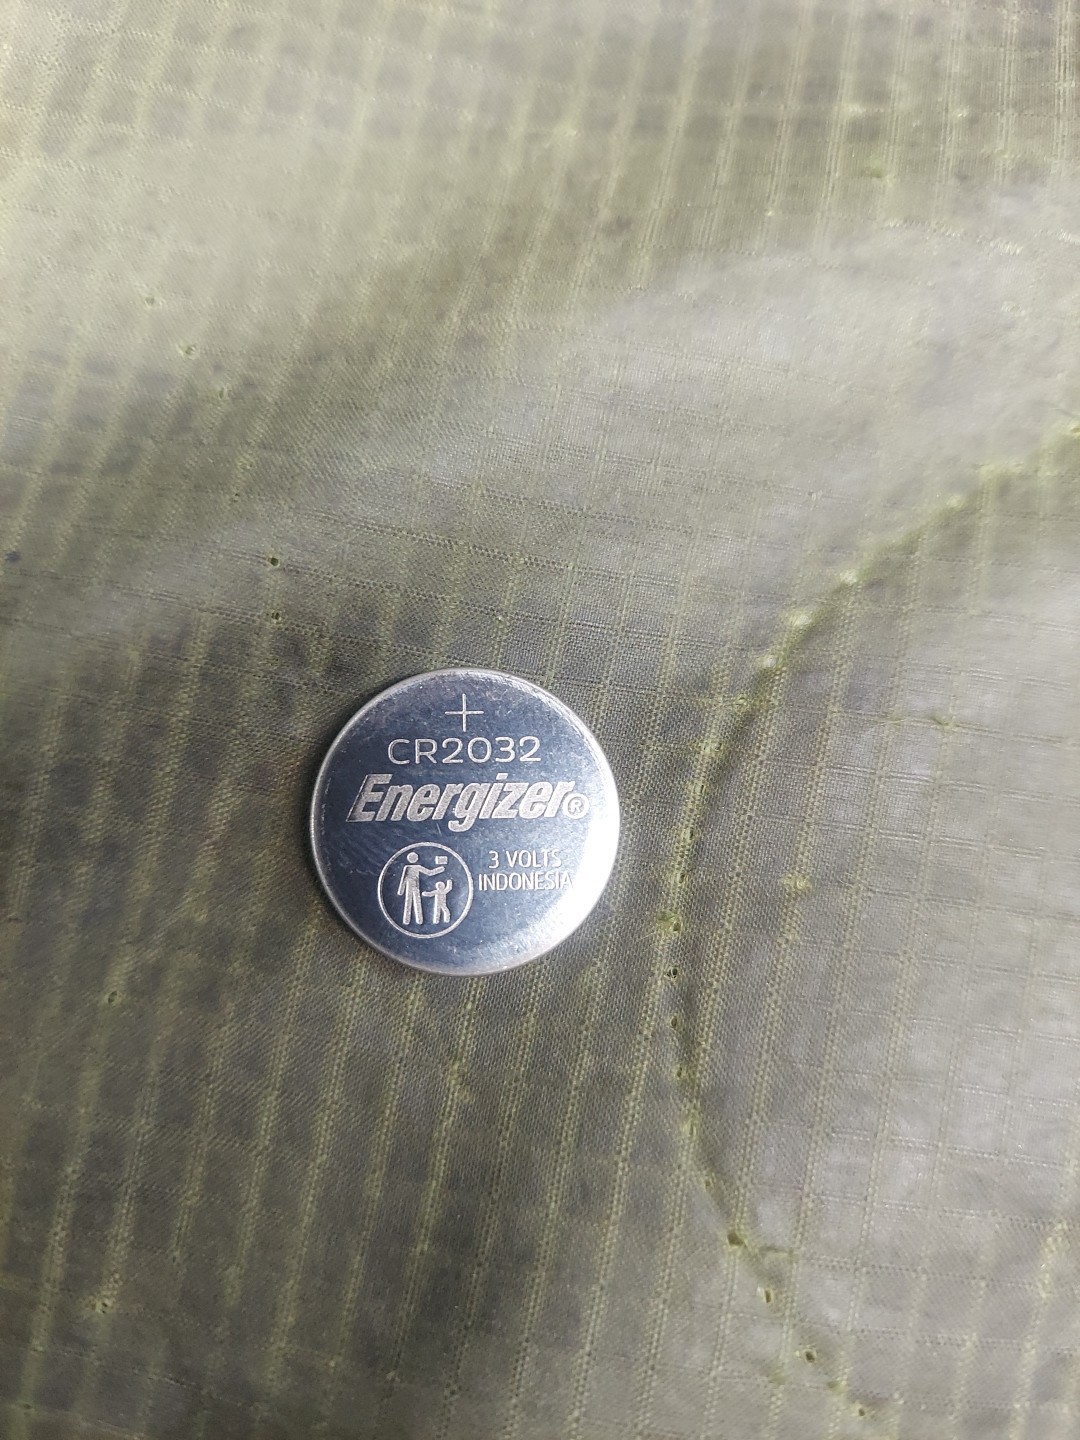 +
CR2032
Energizer®
3 VOLTS
INDONESIA